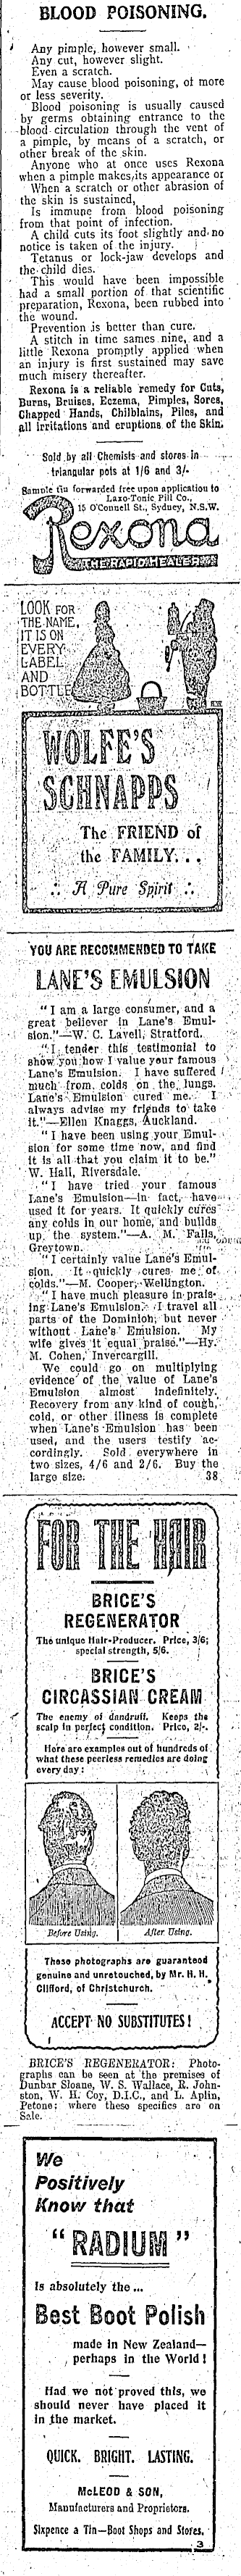 BLOOD POISONING.
Any pimple, however small.
Any cut, however slight.
Even a scratch.
May cause blood poisoning, of more
or less severity.
Blood poisoning is usually caused
by germs obtaining entrance to the
blood circulation through the vent of
a pimple, by means of a scratch, or
other break of the skin.
Anyone who at once uses Rexona
when a pimple makes its appearance or
When a scratch or other abrasion of
the skin is sustained,
Is immune from blood poisoning
from that point of infection.
A child cuts its foot slightly and no
notice is taken of the injury.
Tetanus or lock-jaw develops and
the child dies.
This would have been impossible
had a small portion of that scientific
preparation, Rexona, been rubbed into
the wound.
Prevention is better than cure.
A stitch in time sames nine, and a
little Rexona promptly applied when
an injury is first sustained may save
much misery thereafter.
Rexona is a reliable remedy for Cuts,
Burns, Bruises, Eczema, Pimples, Sores,
Chapped Hands, Chilblains, Piles, and
all irritations and eruptions of the Skin.
Sold by all Chemists and stores in
triangular pots at 1/6 and 3/-.
Sample tin forwarded free upon application to
Laxo-Tonic Pill Co.,
15 O'Connell St., Sydney, N.S.W.
Rexona
THE RAPID HEALER
LOOK FOR
THE NAME,
IT IS ON
EVERY
LABEL
AND
BOTTLE
WOLFE'S
SCHNAPPS
The FRIEND of
the FAMILY...
A Pure Spirit
YOU ARE RECOMMENDED TO TAKE
LANE'S EMULSION
"I am a large consumer, and a
great believer in Lane's Emul-
sion."—W. C. Lavell, Stratford.
"I tender this testimonial to
show you how I value your famous
Lane's Emulsion. I have suffered
much from colds on the lungs.
Lane's Emulsion cured me. I
always advise my friends to take
it."—Ellen Knaggs, Auckland.
"I have been using your Emul-
sion for some time now, and find
it is all that you claim it to be."
W. Hall, Riversdale.
"I have tried your famous
Lane's Emulsion—in fact, have
used it for years. It quickly cures
any colds in our home, and builds
up the system."—A. M. Falls,
Greytown.
"I certainly value Lane's Emul-
sion. It quickly cures me of
colds."—M. Cooper, Wellington.
"I have much pleasure in prais-
ing Lane's Emulsion. I travel all
parts of the Dominion, but never
without Lane's Emulsion. My
wife gives it equal praise."—Hy.
M. Cohen, Invercargill.
We could go on multiplying
evidence of the value of Lane's
Emulsion almost indefinitely.
Recovery from any kind of cough,
cold, or other illness is complete
when Lane's Emulsion has been
used, and the users testify ac-
cordingly. Sold everywhere in
two sizes, 4/6 and 2/6. Buy the
large size. 38
FOR THE HAIR
BRICE'S
REGENERATOR
The unique Hair-Producer. Price, 3/6;
special strength, 5/6.
BRICE'S
CIRCASSIAN CREAM
The enemy of dandruff. Keeps the
scalp in perfect condition. Price, 2/-.
Here are examples out of hundreds of
what these peerless remedies are doing
every day:
Before Using. After Using.
These photographs are guaranteed
genuine and unretouched, by Mr. H. H.
Clifford, of Christchurch.
ACCEPT NO SUBSTITUTES!
BRICE'S REGENERATOR: Photo-
graphs can be seen at the premises of
Dunbar Sloane, W. S. Wallace, R. John-
ston, W. H. Coy, D.I.C., and L. Aplin,
Petone; where these specifics are on
Sale.
We
Positively
Know that
"RADIUM"
Is absolutely the...
Best Boot Polish
made in New Zealand—
perhaps in the World!
Had we not proved this, we
should never have placed it
in the market.
QUICK. BRIGHT. LASTING.
McLEOD & SON,
Manufacturers and Proprietors.
Sixpence a Tin—Boot Shops and Stores.
3